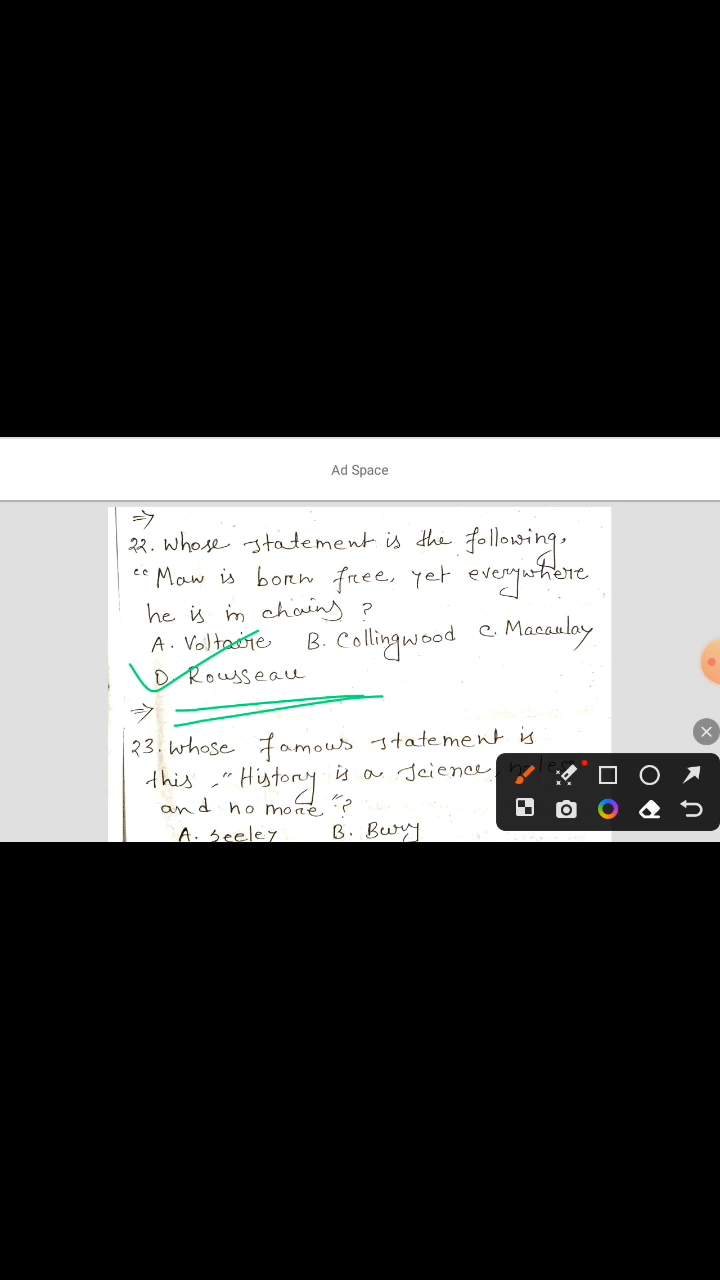 Ad Space
⇒
22. Whose statement is the following,
"Man is born free, yet everywhere
he is in chains ?
A. Voltaire B. Collingwood C. Macaulay
D. Rousseau
⇒
23. Whose famous statement is
this - "History is a science,
and no more "?
A. Seeley B. Bury